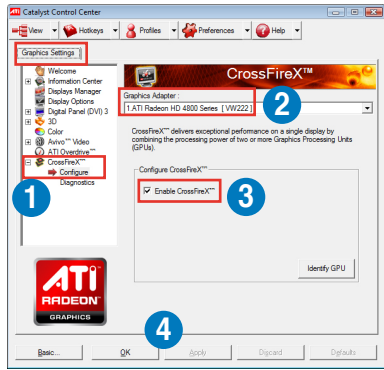 ATI Catalyst Control Center
View Hotkeys Profiles Preferences Help
Graphics Settings
Welcome
Information Center
Displays Manager
Display Options
Digital Panel (DVI) 3
3D
Color
Avivo™ Video
ATI Overdrive™
CrossFireX™
Configure
Diagnostics
1
ATI
RADEON
GRAPHICS
CrossFireX™
Graphics Adapter :
1.ATI Radeon HD 4800 Series [ VW222 ]
2
CrossFireX™ delivers exceptional performance on a single display by
combining the processing power of two or more Graphics Processing Units
(GPUs).
Configure CrossFireX™
Enable CrossFireX™
3
Identify GPU
4
Basic... OK Apply Discard Defaults